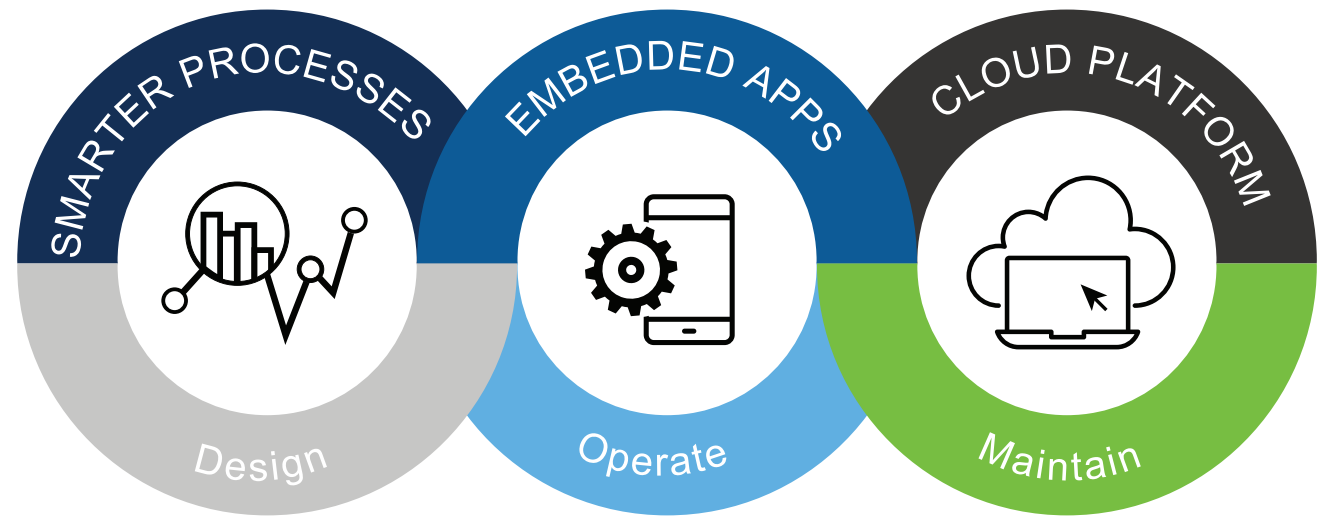 SMARTER PROCESSES
EMBEDDED APPS
CLOUD PLATFORM
Design
Operate
Maintain